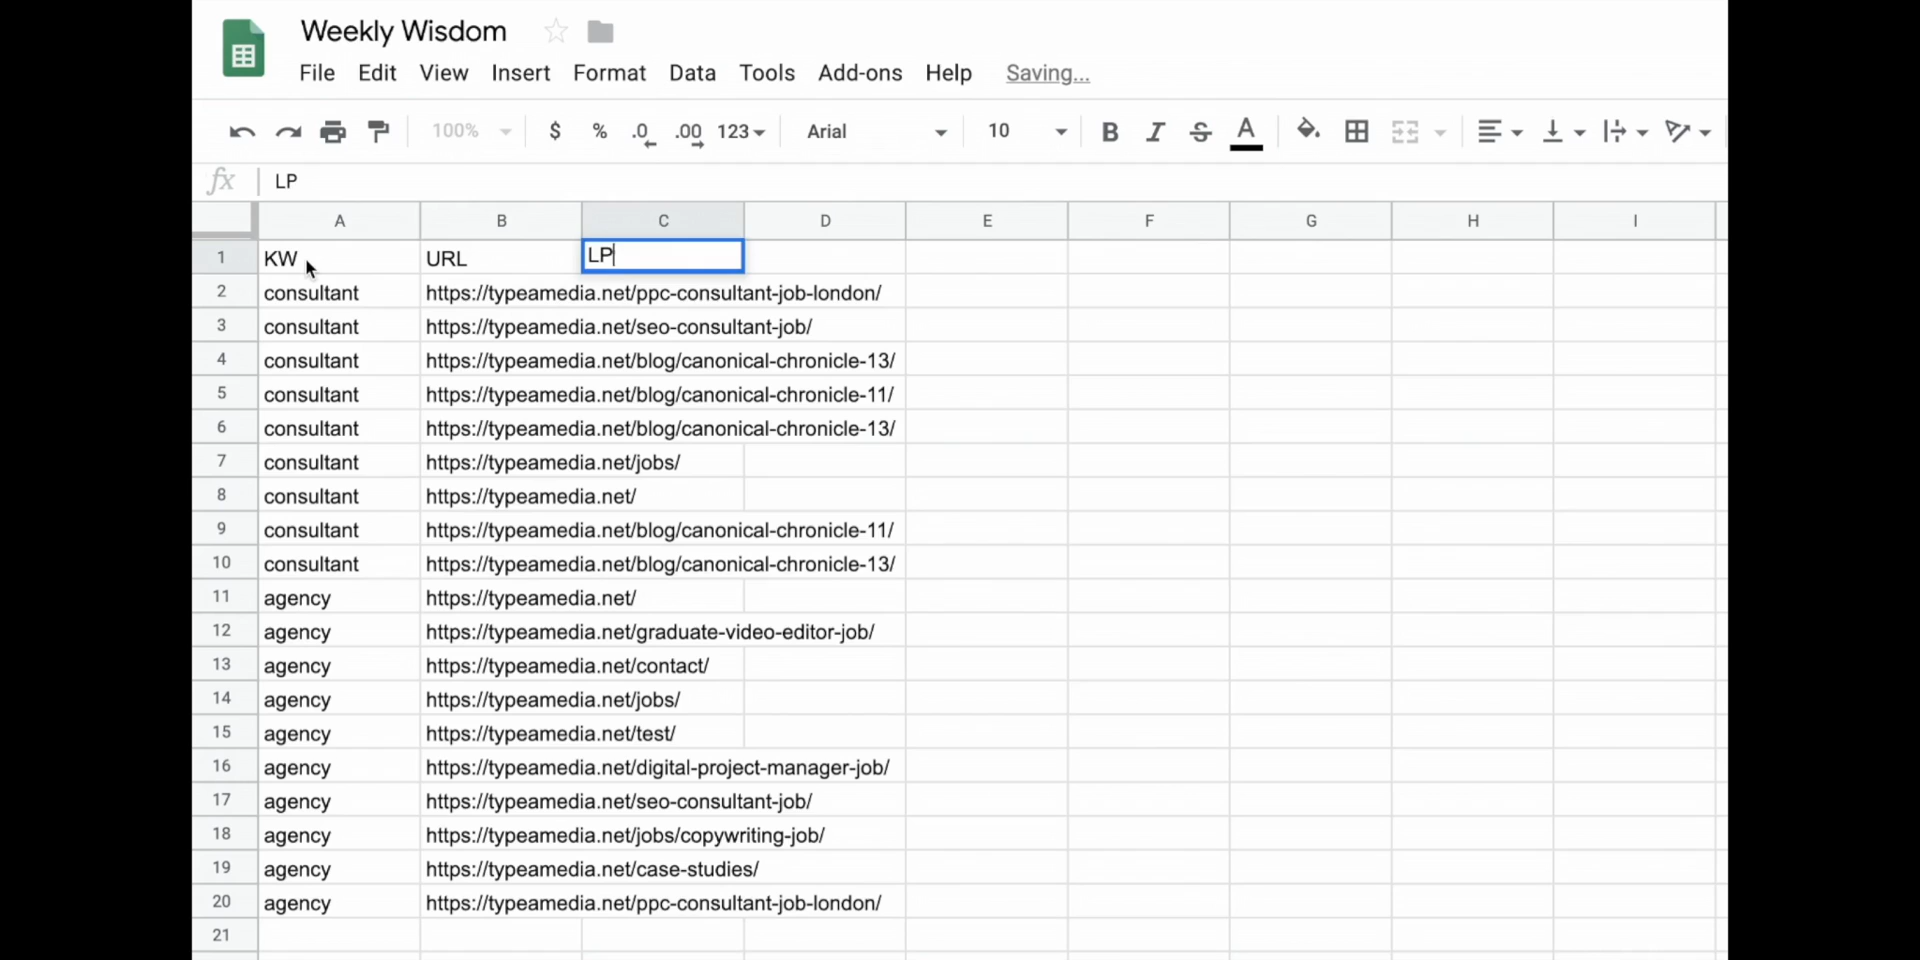 Weekly Wisdom
File Edit View Insert Format Data Tools Add-ons Help Saving...
100% $ % .0 .00 123 Arial 10 B I S A
fx LP
A B C D E F G H I
1 KW URL LP
2 consultant https://typeamedia.net/ppc-consultant-job-london/
3 consultant https://typeamedia.net/seo-consultant-job/
4 consultant https://typeamedia.net/blog/canonical-chronicle-13/
5 consultant https://typeamedia.net/blog/canonical-chronicle-11/
6 consultant https://typeamedia.net/blog/canonical-chronicle-13/
7 consultant https://typeamedia.net/jobs/
8 consultant https://typeamedia.net/
9 consultant https://typeamedia.net/blog/canonical-chronicle-11/
10 consultant https://typeamedia.net/blog/canonical-chronicle-13/
11 agency https://typeamedia.net/
12 agency https://typeamedia.net/graduate-video-editor-job/
13 agency https://typeamedia.net/contact/
14 agency https://typeamedia.net/jobs/
15 agency https://typeamedia.net/test/
16 agency https://typeamedia.net/digital-project-manager-job/
17 agency https://typeamedia.net/seo-consultant-job/
18 agency https://typeamedia.net/jobs/copywriting-job/
19 agency https://typeamedia.net/case-studies/
20 agency https://typeamedia.net/ppc-consultant-job-london/
21